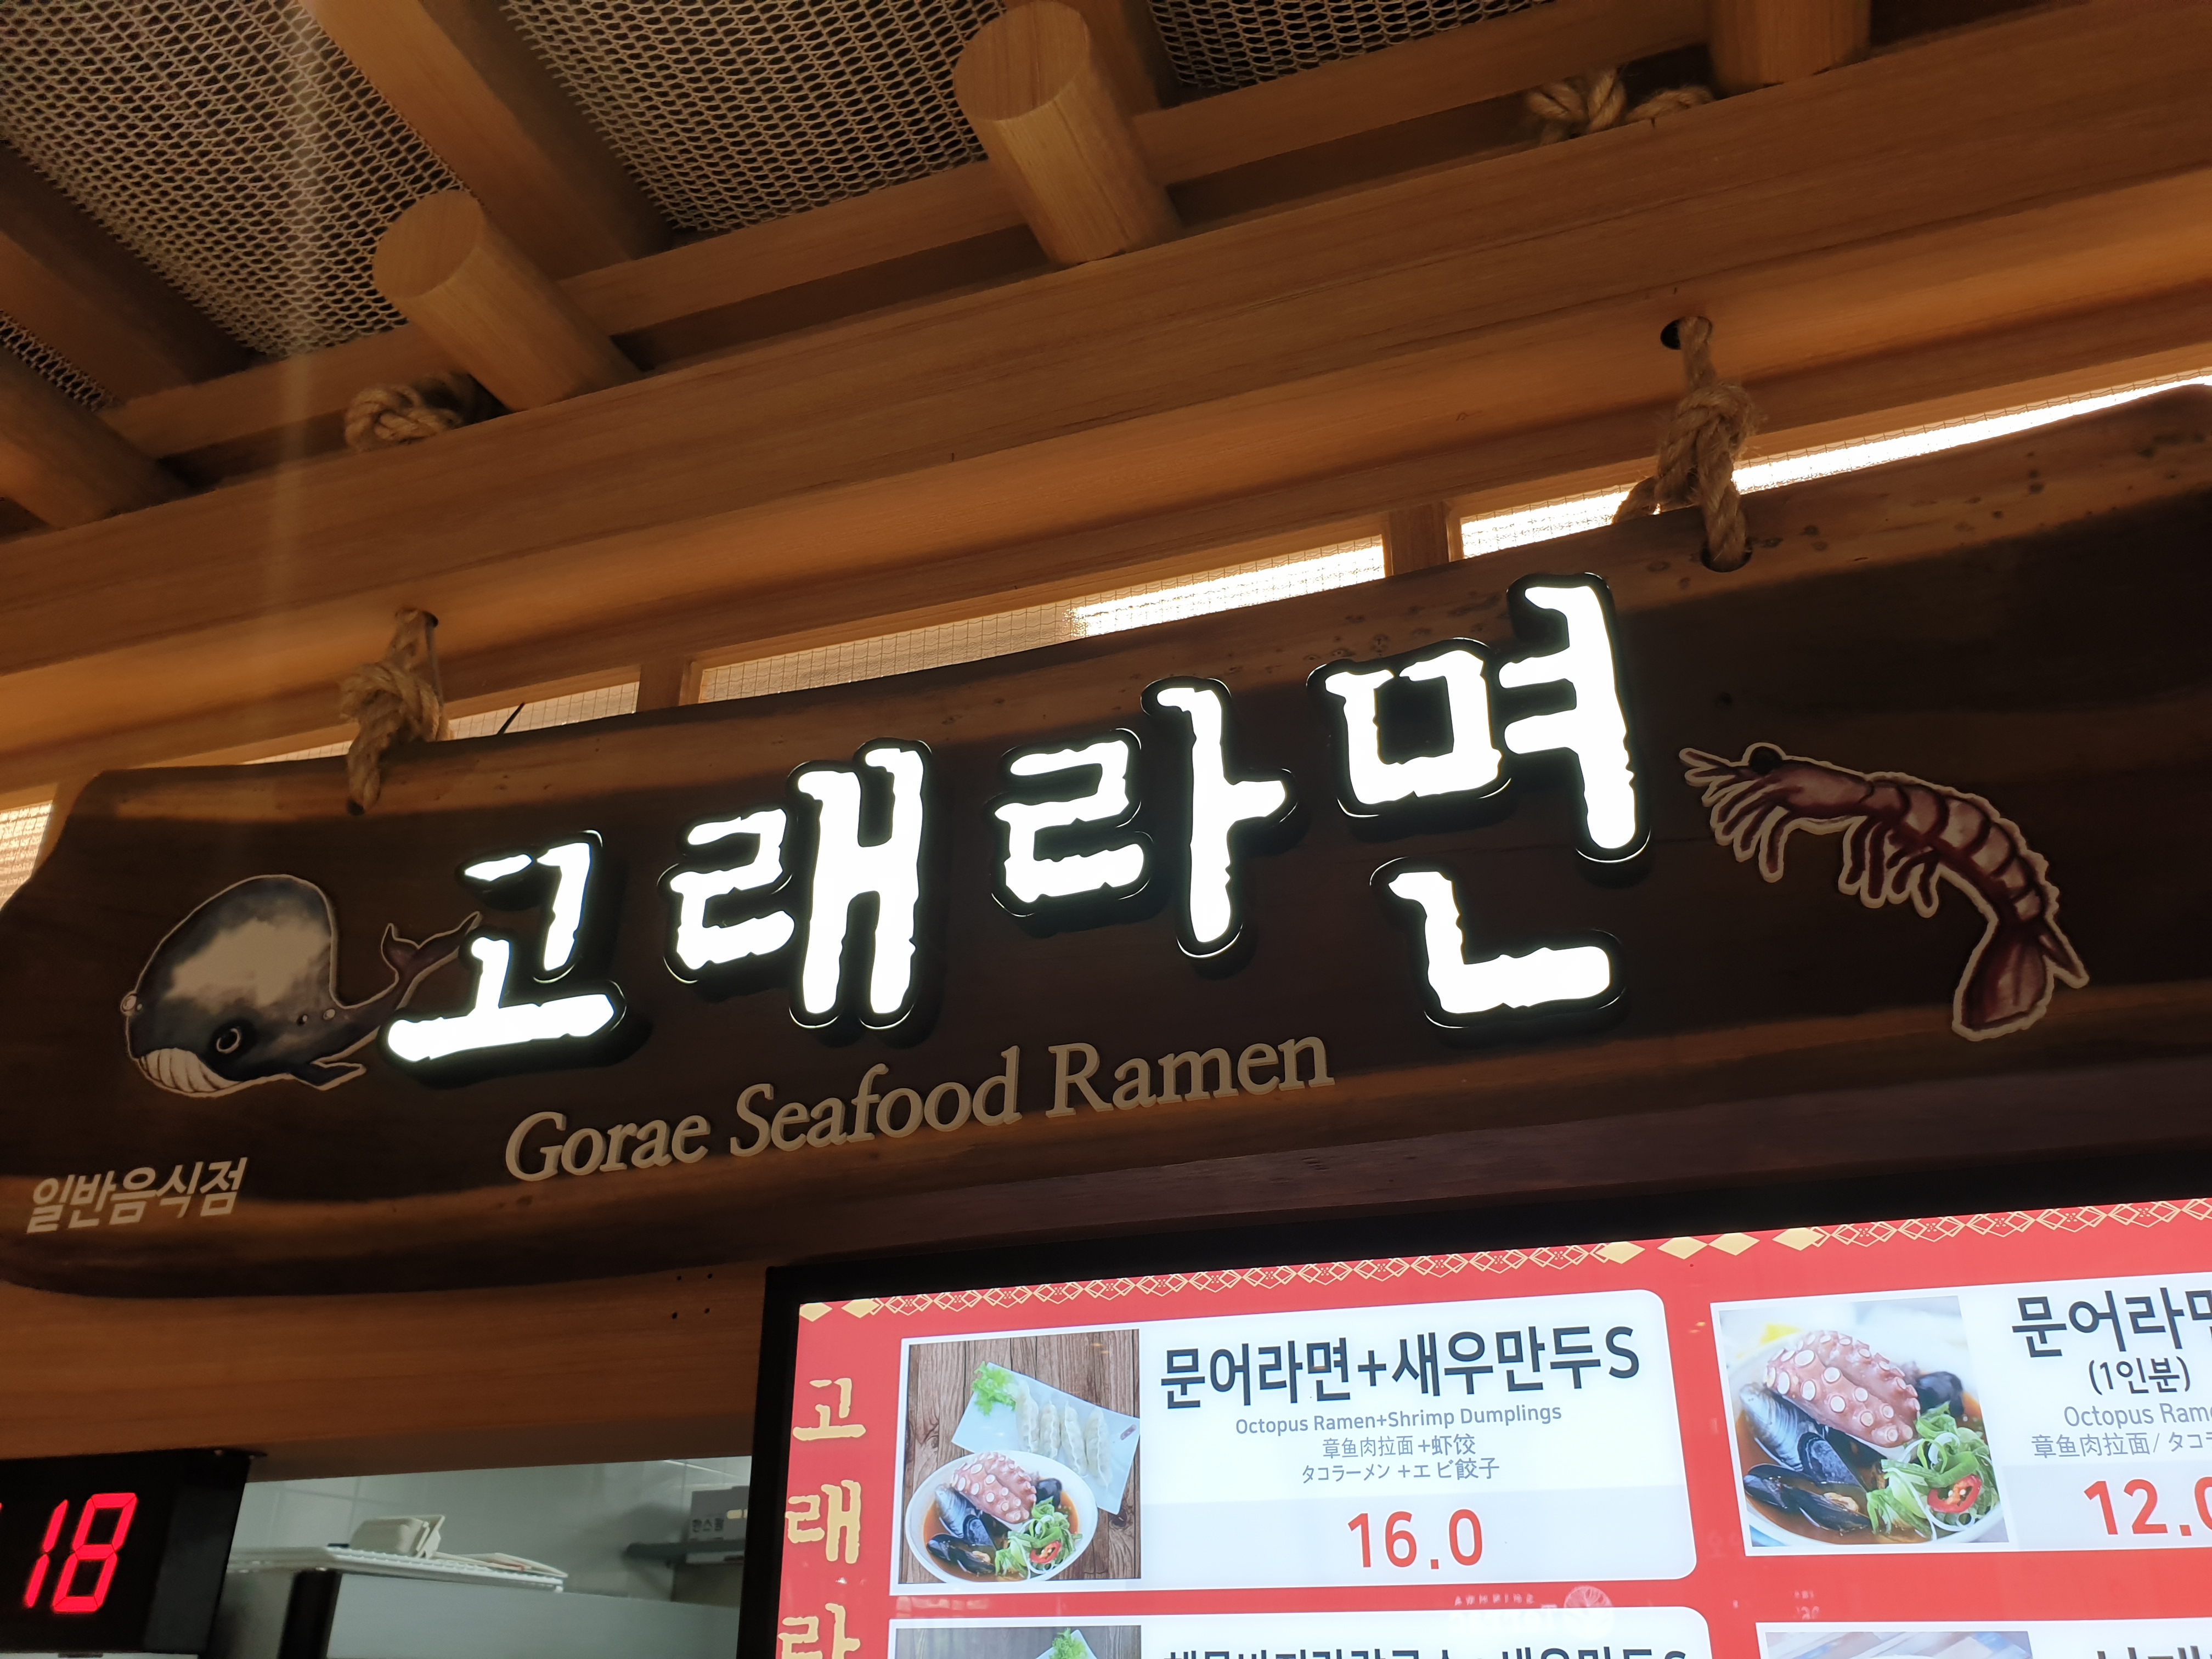 고래라면
Gorae Seafood Ramen
일반음식점
문어라면+새우만두S
Octopus Ramen+Shrimp Dumplings
章鱼肉拉面+虾饺
タコラーメン+エビ餃子
16.0
문어라면
(1인분)
Octopus
章鱼肉拉面/
12.0
고
래
라
18